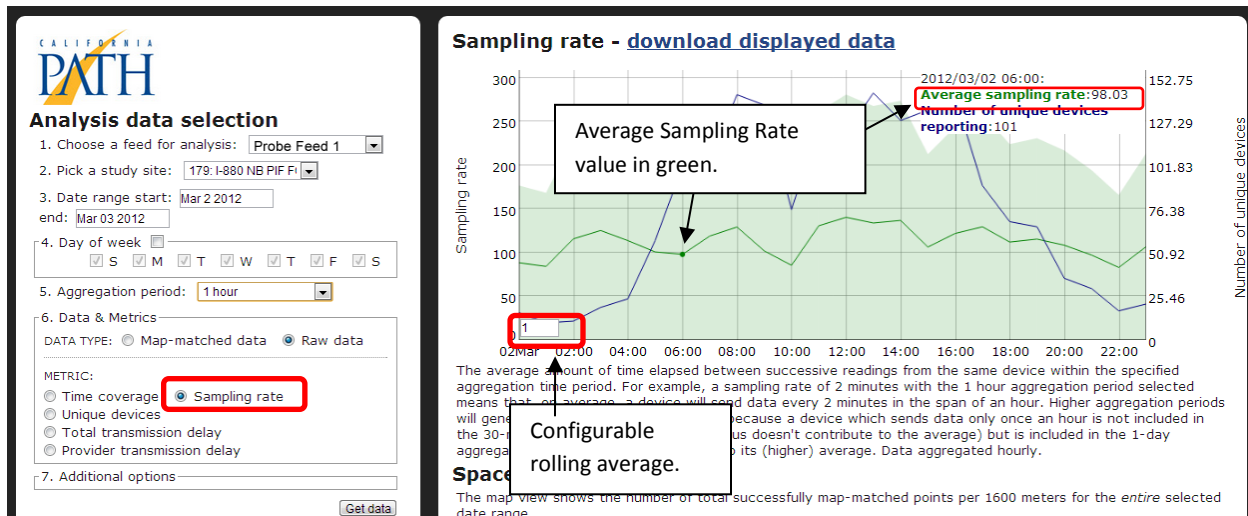 CALIFORNIA
PATH
Analysis data selection
1. Choose a feed for analysis: Probe Feed 1
2. Pick a study site: 179: I-880 NB PIF F
3. Date range start: Mar 2 2012
end: Mar 03 2012
4. Day of week
S M T W T F S
5. Aggregation period: 1 hour
6. Data & Metrics
DATA TYPE: Map-matched data Raw data
METRIC:
Time coverage Sampling rate
Unique devices
Total transmission delay
Provider transmission delay
7. Additional options
Get data
Sampling rate - download displayed data
2012/03/02 06:00:
Average sampling rate:98.03
Number of unique devices
reporting:101
Average Sampling Rate
value in green.
Sampling rate
300
250
200
150
100
50
0
1
Number of unique devices
152.75
127.29
101.83
76.38
50.92
25.46
0
02Mar 02:00 04:00 06:00 08:00 10:00 12:00 14:00 16:00 18:00 20:00 22:00
The average amount of time elapsed between successive readings from the same device within the specified
aggregation time period. For example, a sampling rate of 2 minutes with the 1 hour aggregation period selected
means that, on average, a device will send data every 2 minutes in the span of an hour. Higher aggregation periods
will gene because a device which sends data only once an hour is not included in
the 30-m us doesn't contribute to the average) but is included in the 1-day
aggrega its (higher) average. Data aggregated hourly.
Configurable
rolling average.
Space
The map view shows the number of total successfully map-matched points per 1600 meters for the entire selected
date range.